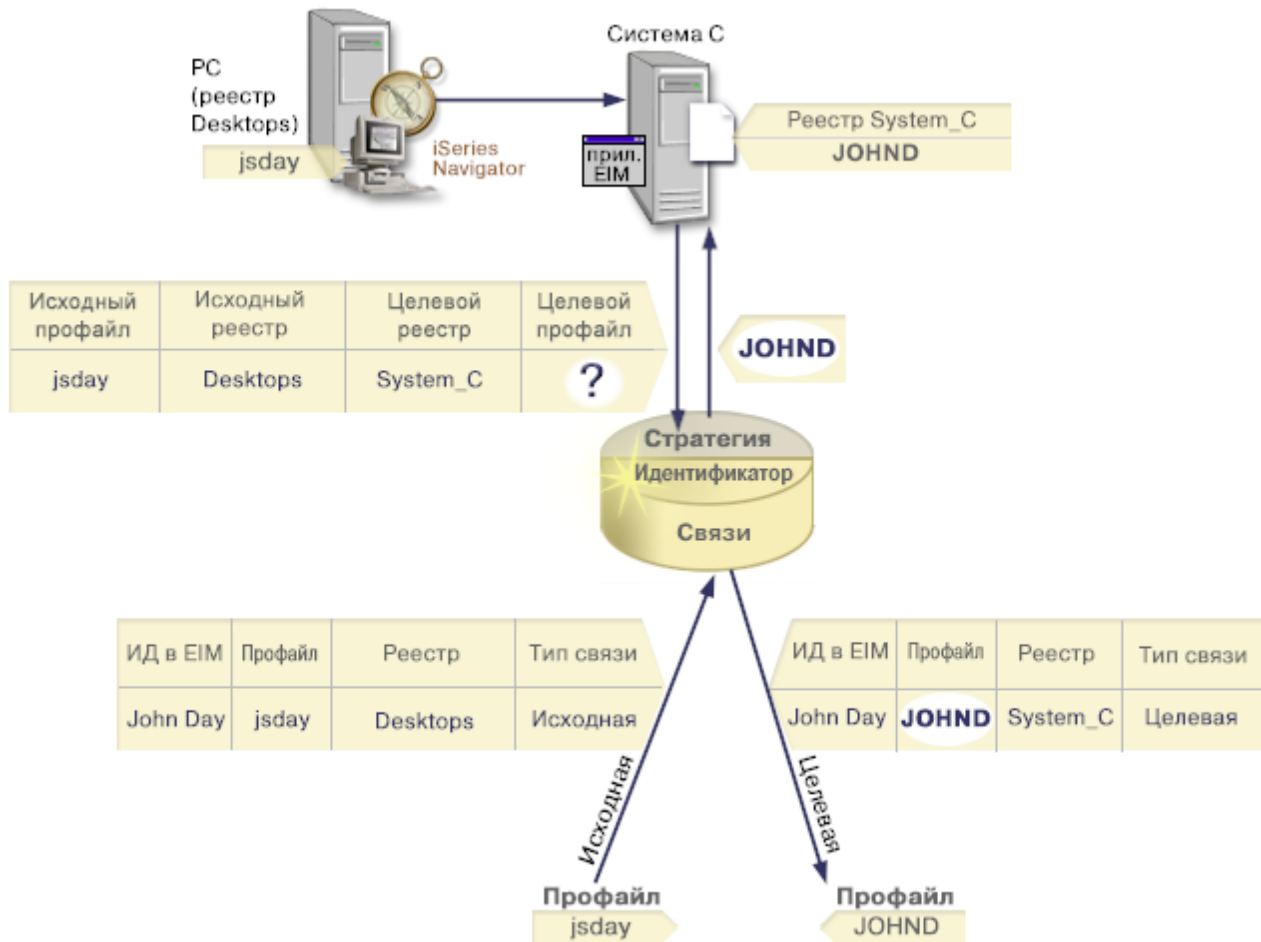 Система C
PC
(реестр
Desktops)
jsday
iSeries
Navigator
прил.
EIM
Реестр System_C
JOHND
Исходный профайл
Исходный реестр
Целевой реестр
Целевой профайл
jsday
Desktops
System_C
?
JOHND
Стратегия
Идентификатор
Связи
ИД в EIM
Профайл
Реестр
Тип связи
John Day
jsday
Desktops
Исходная
ИД в EIM
Профайл
Реестр
Тип связи
John Day
JOHND
System_C
Целевая
Исходная
Целевая
Профайл
jsday
Профайл
JOHND